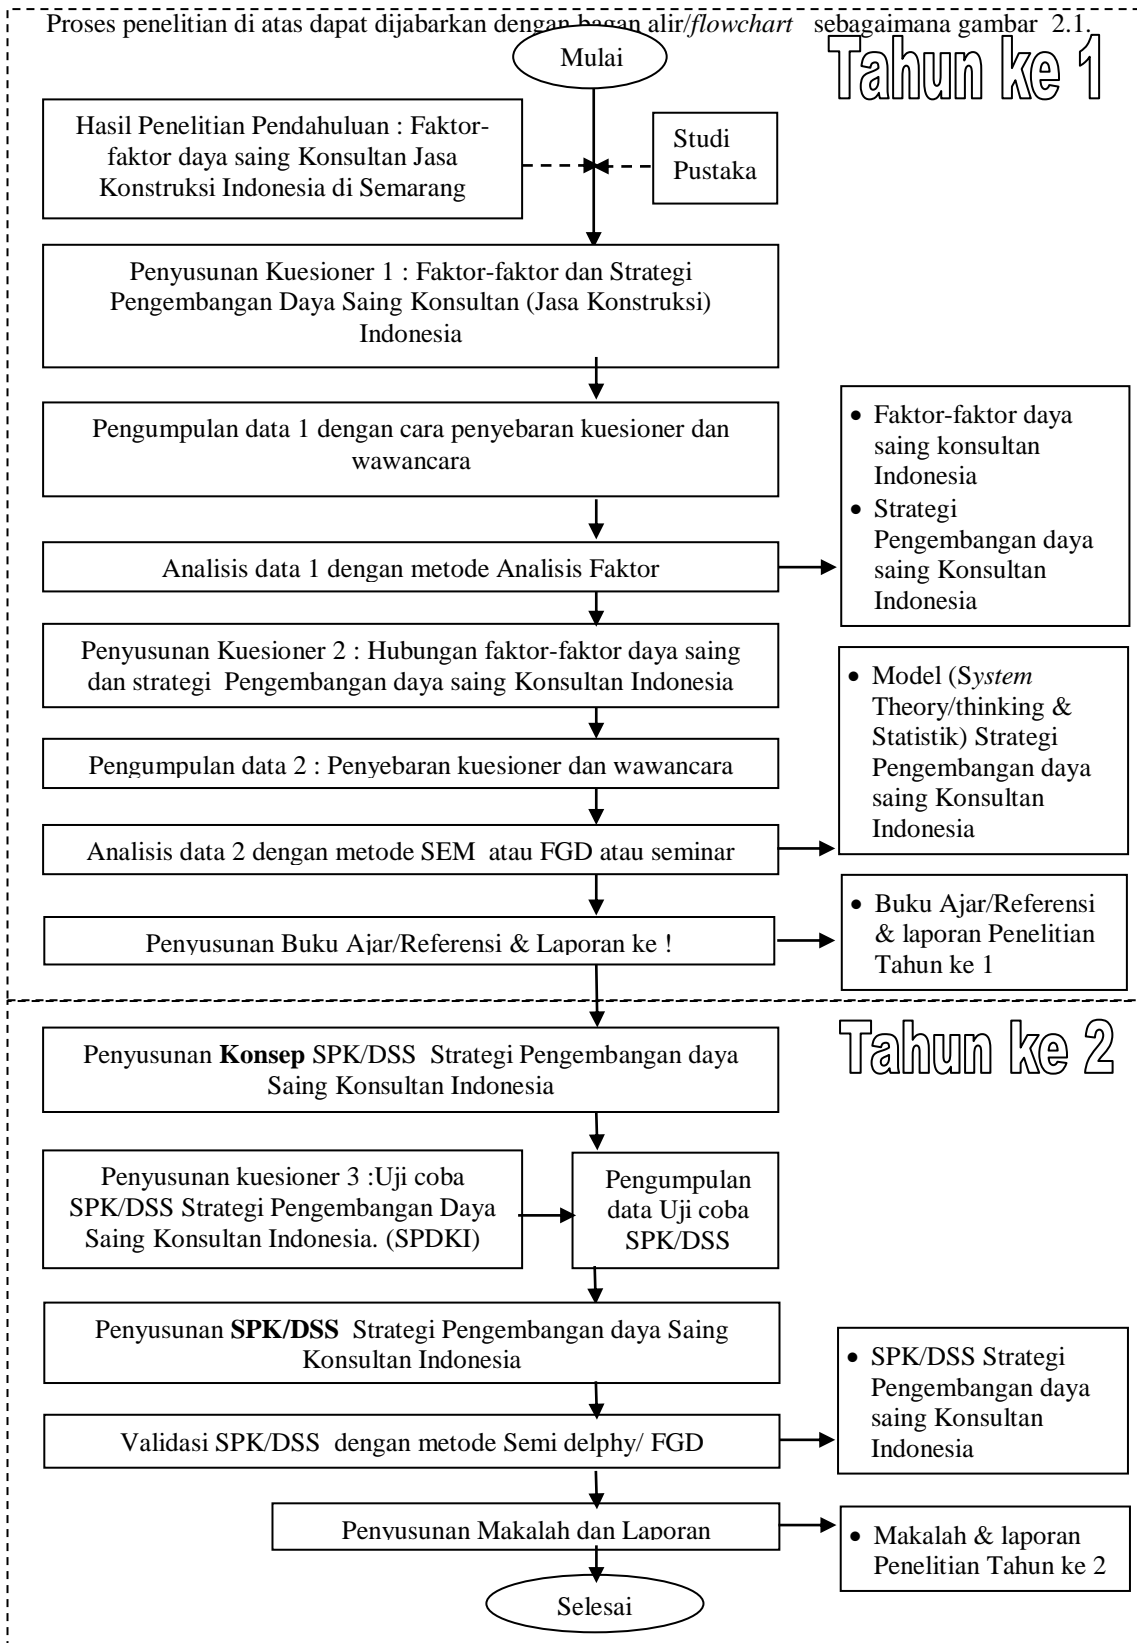 Proses penelitian di atas dapat dijabarkan dengan bagan alir/flowchart sebagaimana gambar 2.1.
Mulai
Tahun ke 1
Hasil Penelitian Pendahuluan : Faktor-
faktor daya saing Konsultan Jasa
Konstruksi Indonesia di Semarang
Studi
Pustaka
Penyusunan Kuesioner 1 : Faktor-faktor dan Strategi
Pengembangan Daya Saing Konsultan (Jasa Konstruksi)
Indonesia
Pengumpulan data 1 dengan cara penyebaran kuesioner dan
wawancara
Analisis data 1 dengan metode Analisis Faktor
• Faktor-faktor daya
saing konsultan
Indonesia
• Strategi
Pengembangan daya
saing Konsultan
Indonesia
Penyusunan Kuesioner 2 : Hubungan faktor-faktor daya saing
dan strategi Pengembangan daya saing Konsultan Indonesia
Pengumpulan data 2 : Penyebaran kuesioner dan wawancara
Analisis data 2 dengan metode SEM atau FGD atau seminar
• Model (System
Theory/thinking &
Statistik) Strategi
Pengembangan daya
saing Konsultan
Indonesia
Penyusunan Buku Ajar/Referensi & Laporan ke !
• Buku Ajar/Referensi
& laporan Penelitian
Tahun ke 1
Tahun ke 2
Penyusunan Konsep SPK/DSS Strategi Pengembangan daya
Saing Konsultan Indonesia
Penyusunan kuesioner 3 :Uji coba
SPK/DSS Strategi Pengembangan Daya
Saing Konsultan Indonesia. (SPDKI)
Pengumpulan
data Uji coba
SPK/DSS
Penyusunan SPK/DSS Strategi Pengembangan daya Saing
Konsultan Indonesia
Validasi SPK/DSS dengan metode Semi delphy/ FGD
• SPK/DSS Strategi
Pengembangan daya
saing Konsultan
Indonesia
Penyusunan Makalah dan Laporan
• Makalah & laporan
Penelitian Tahun ke 2
Selesai